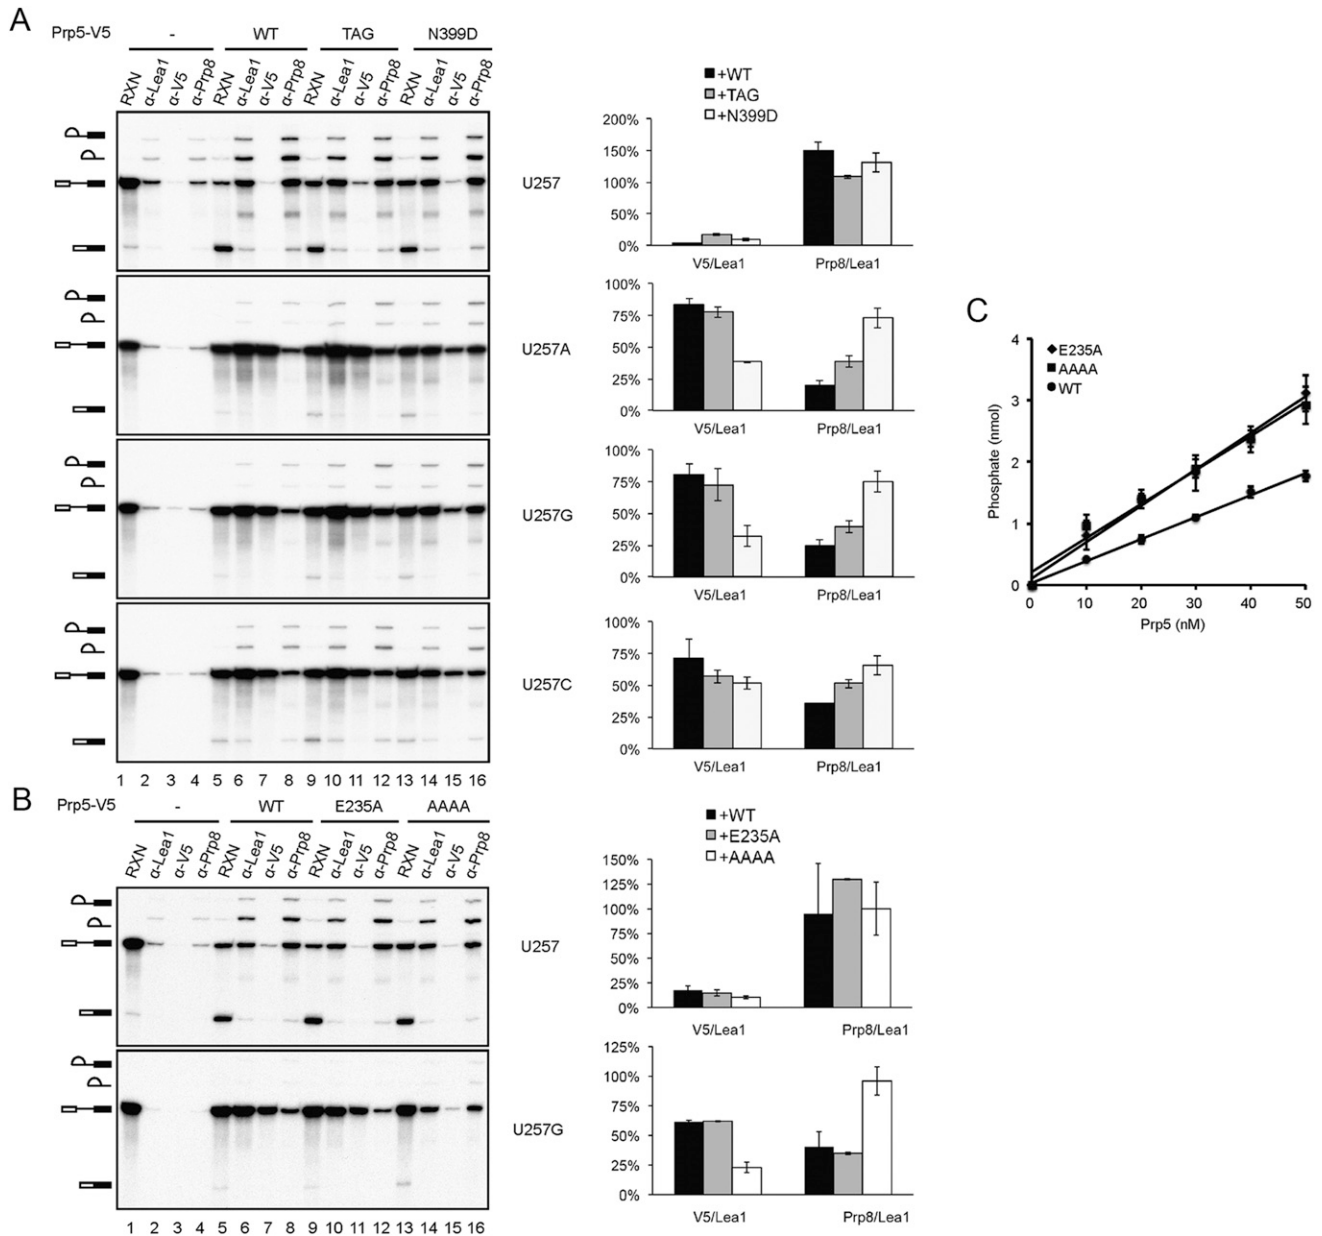 A
Prp5-V5 - WT TAG N399D
RXN α-Lea1 α-V5 α-Prp8 RXN α-Lea1 α-V5 α-Prp8 RXN α-Lea1 α-V5 α-Prp8 RXN α-Lea1 α-V5 α-Prp8
U257
U257A
U257G
U257C
1 2 3 4 5 6 7 8 9 10 11 12 13 14 15 16
+WT
+TAG
+N399D
200%
150%
100%
50%
0%
V5/Lea1 Prp8/Lea1
100%
75%
50%
25%
0%
V5/Lea1 Prp8/Lea1
100%
75%
50%
25%
0%
V5/Lea1 Prp8/Lea1
100%
75%
50%
25%
0%
V5/Lea1 Prp8/Lea1
B
Prp5-V5 - WT E235A AAAA
RXN α-Lea1 α-V5 α-Prp8 RXN α-Lea1 α-V5 α-Prp8 RXN α-Lea1 α-V5 α-Prp8 RXN α-Lea1 α-V5 α-Prp8
U257
U257G
1 2 3 4 5 6 7 8 9 10 11 12 13 14 15 16
+WT
+E235A
+AAAA
150%
125%
100%
75%
50%
25%
0%
V5/Lea1 Prp8/Lea1
125%
100%
75%
50%
25%
0%
V5/Lea1 Prp8/Lea1
C
E235A
AAAA
WT
Phosphate (nmol)
4
3
2
1
0
0 10 20 30 40 50
Prp5 (nM)